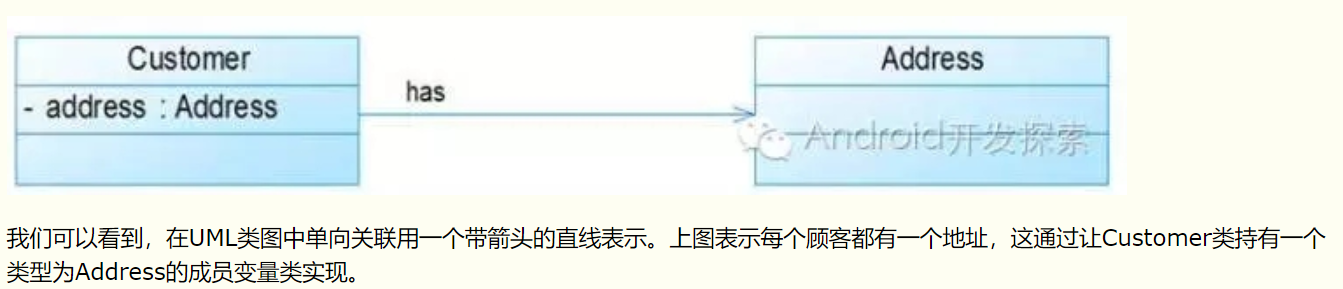 Customer
Address
- address : Address
has
Android开发探索
我们可以看到，在UML类图中单向关联用一个带箭头的直线表示。上图表示每个顾客都有一个地址，这通过让Customer类持有一个
类型为Address的成员变量类实现。